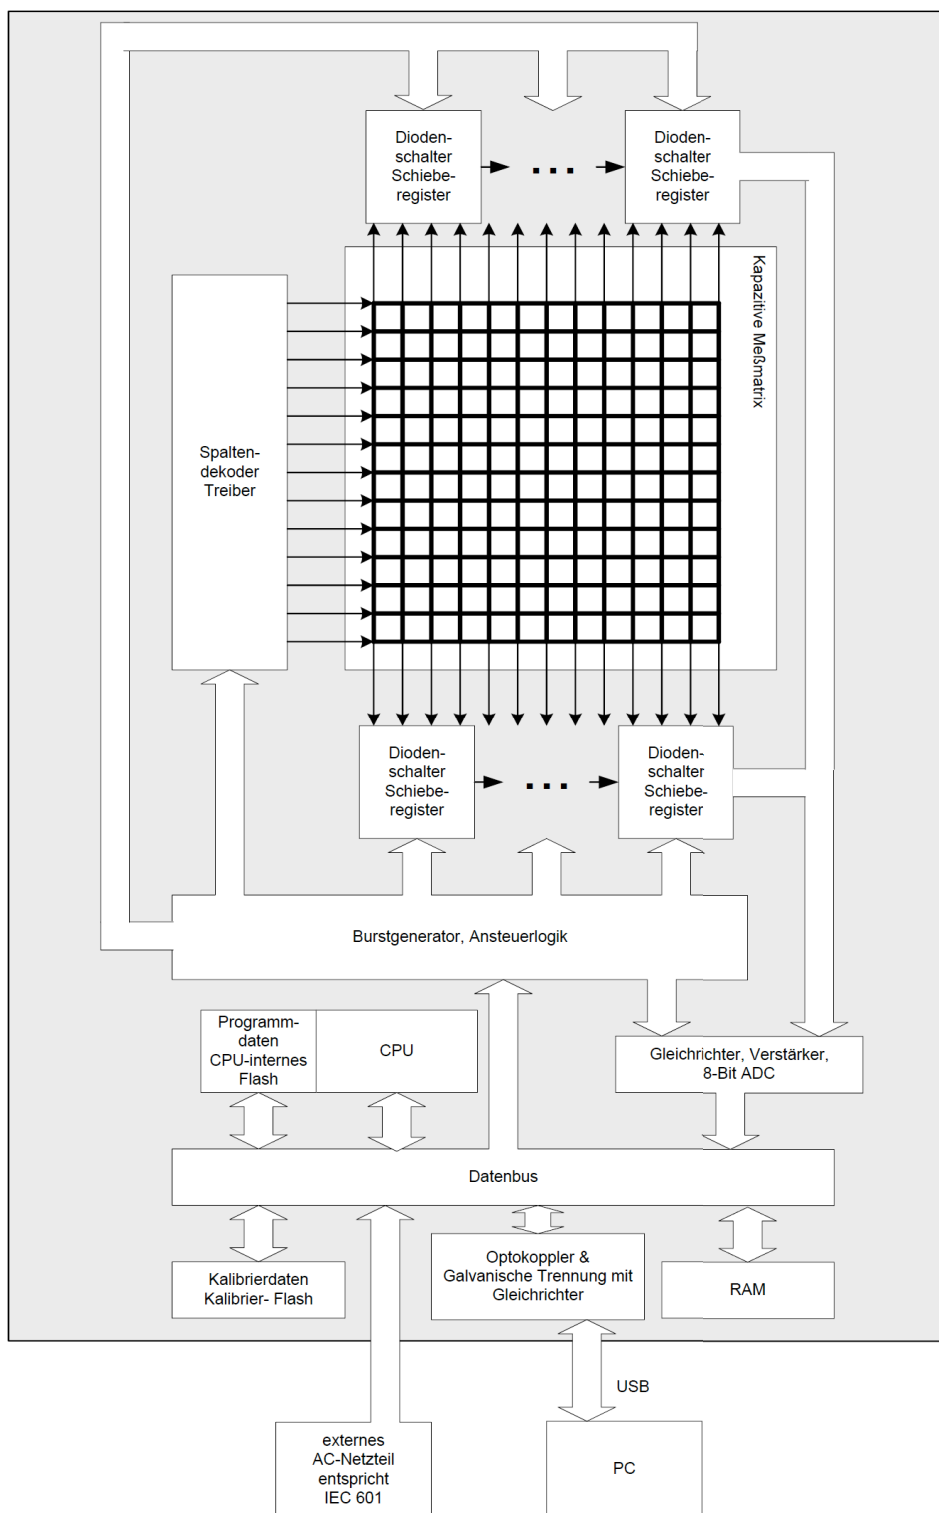 Dioden-
schalter
Schiebe-
register
Dioden-
schalter
Schiebe-
register
Kapazitive Meßmatrix
Spalten-
dekoder
Treiber
Dioden-
schalter
Schiebe-
register
Dioden-
schalter
Schiebe-
register
Burstgenerator, Ansteuerlogik
Programm-
daten
CPU-internes
Flash
CPU
Gleichrichter, Verstärker,
8-Bit ADC
Datenbus
Kalibrierdaten
Kalibrier- Flash
Optokoppler &
Galvanische Trennung mit
Gleichrichter
RAM
USB
externes
AC-Netzteil
entspricht
IEC 601
PC